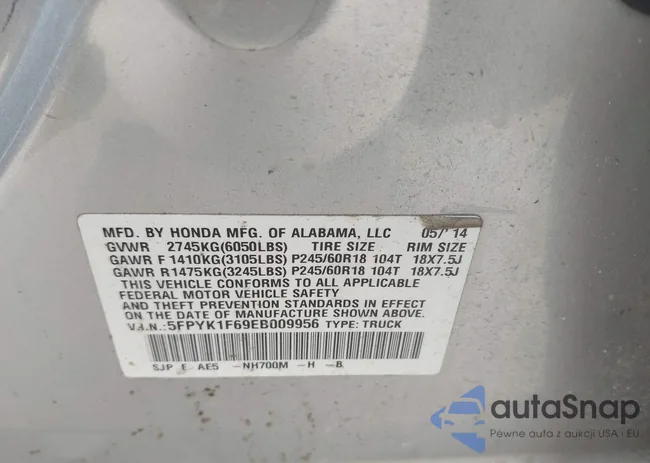 MFD. BY HONDA MFG. OF ALABAMA, LLC 05/'14
GVWR 2745KG(6050LBS) TIRE SIZE RIM SIZE
GAWR F 1410KG(3105LBS) P245/60R18 104T 18X7.5J
GAWR R1475KG(3245LBS) P245/60R18 104T 18X7.5J
THIS VEHICLE CONFORMS TO ALL APPLICABLE
FEDERAL MOTOR VEHICLE SAFETY
AND THEFT PREVENTION STANDARDS IN EFFECT
ON THE DATE OF MANUFACTURE SHOWN ABOVE.
V.I.N.:5FPYK1F69EB009956 TYPE: TRUCK
SJP E AE5 -NH700M -H -B
autaSnap
Pewne auta z aukcji USA i EU